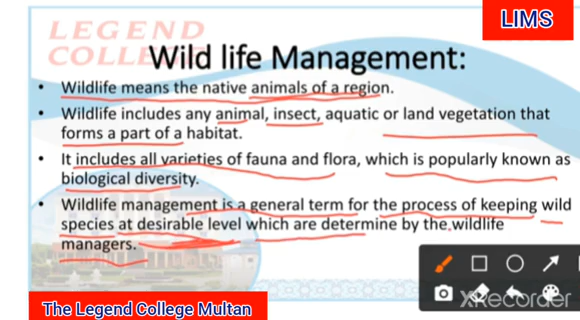 LEGEND
LIMS
COLLE
Wild life Management:
• Wildlife means the native animals of a region.
• Wildlife includes any animal, insect, aquatic or land vegetation that
forms a part of a habitat.
• It includes all varieties of fauna and flora, which is popularly known as
biological diversity.
• Wildlife management is a general term for the process of keeping wild
species at desirable level which are determine by the wildlife
managers.
XRecorder
The Legend College Multan